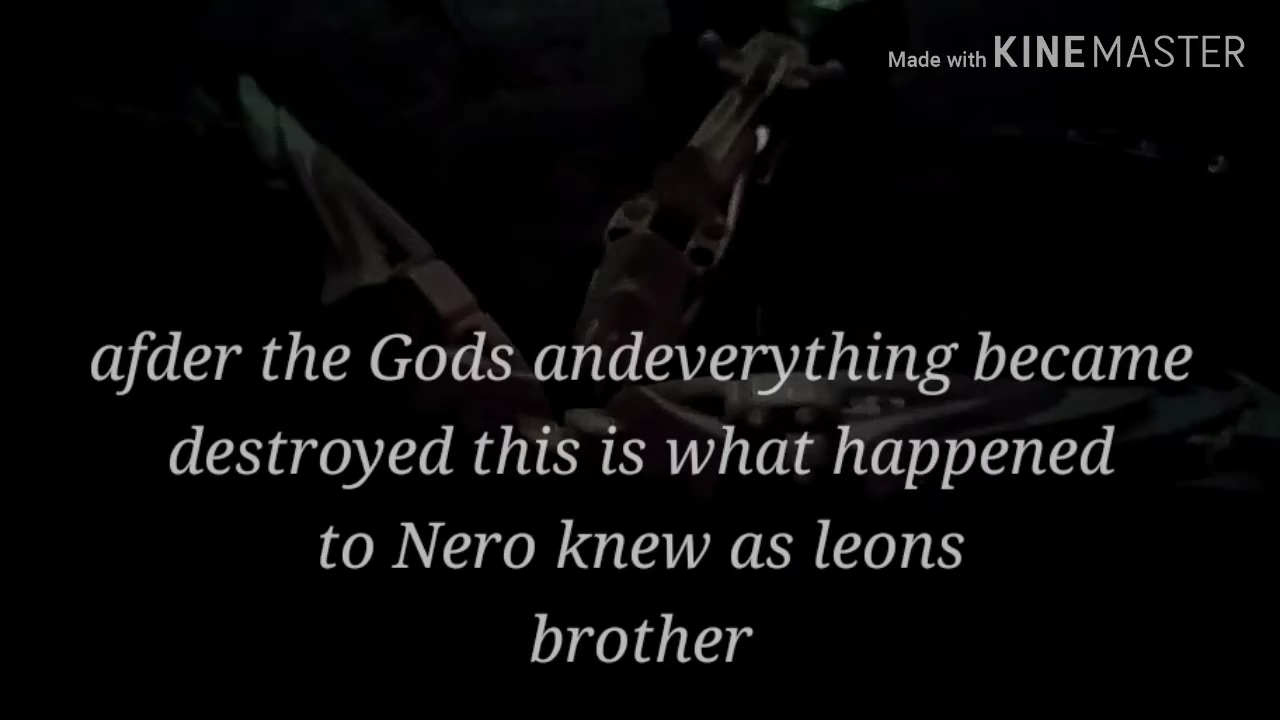 Made with KINEMASTER
afder the Gods andeverything became
destroyed this is what happened
to Nero knew as leons
brother